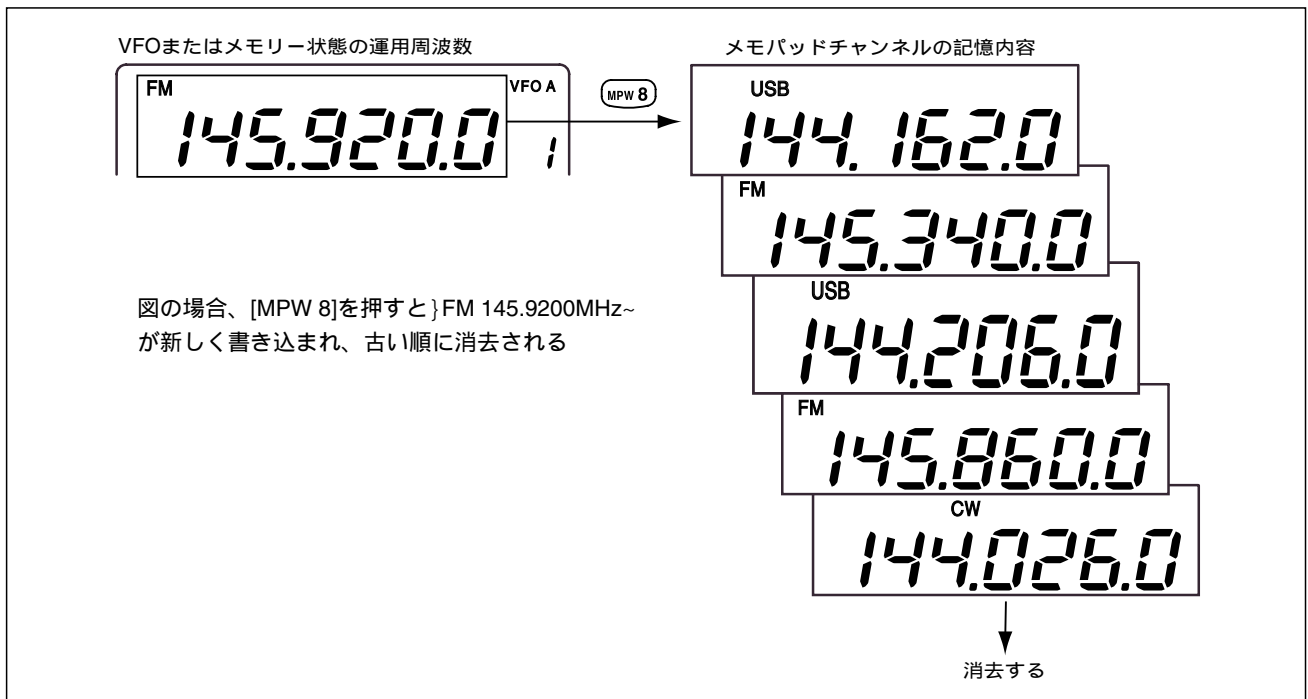 VFOまたはメモリー状態の運用周波数
メモパッドチャンネルの記憶内容
FM
VFO A
145.920.0
1
MPW 8
USB
144.162.0
FM
145.340.0
USB
144.206.0
FM
145.860.0
CW
144.026.0
図の場合、[MPW 8]を押すと}FM 145.9200MHz~
が新しく書き込まれ、古い順に消去される
消去する